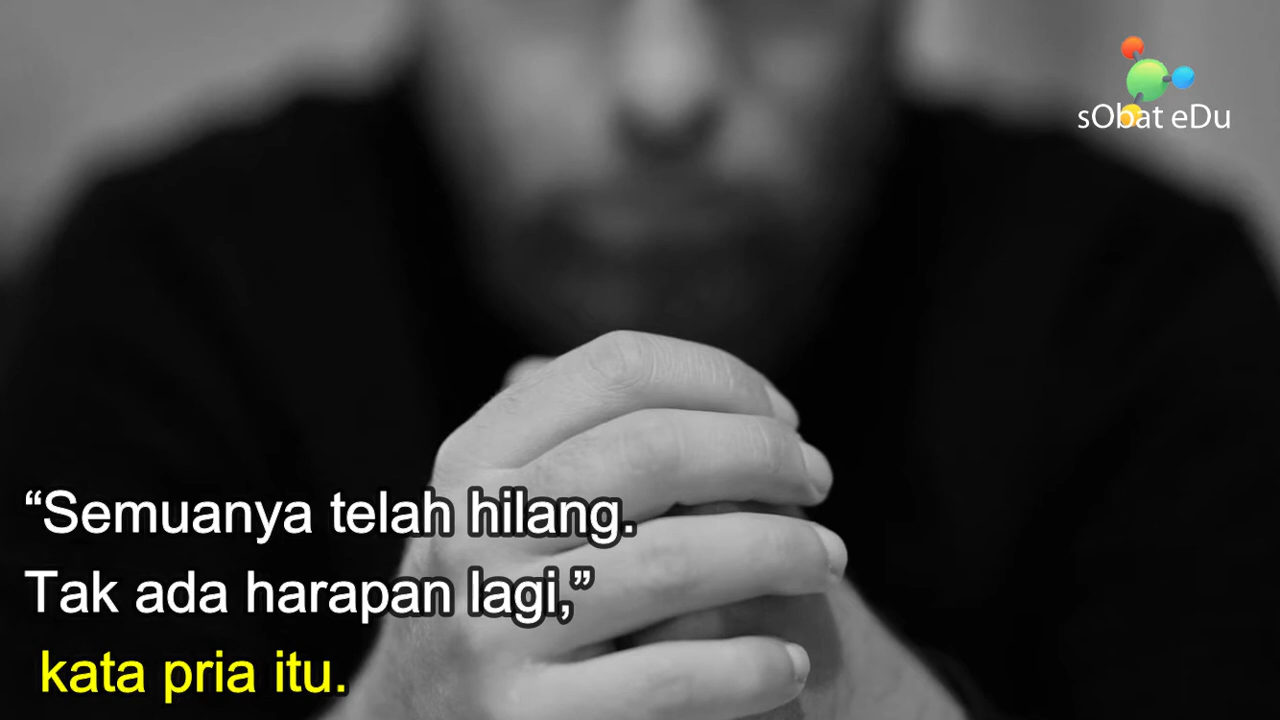 sObat eDu
“Semuanya telah hilang.
Tak ada harapan lagi,”
kata pria itu.